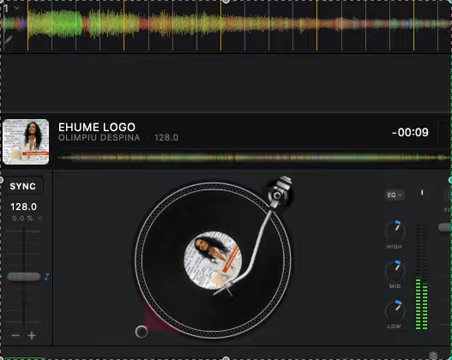 1
EHUME LOGO
OLIMPIU DESPINA 128.0
-00:09
SYNC
128.0
0.0 %
EQ
HIGH
MID
LOW